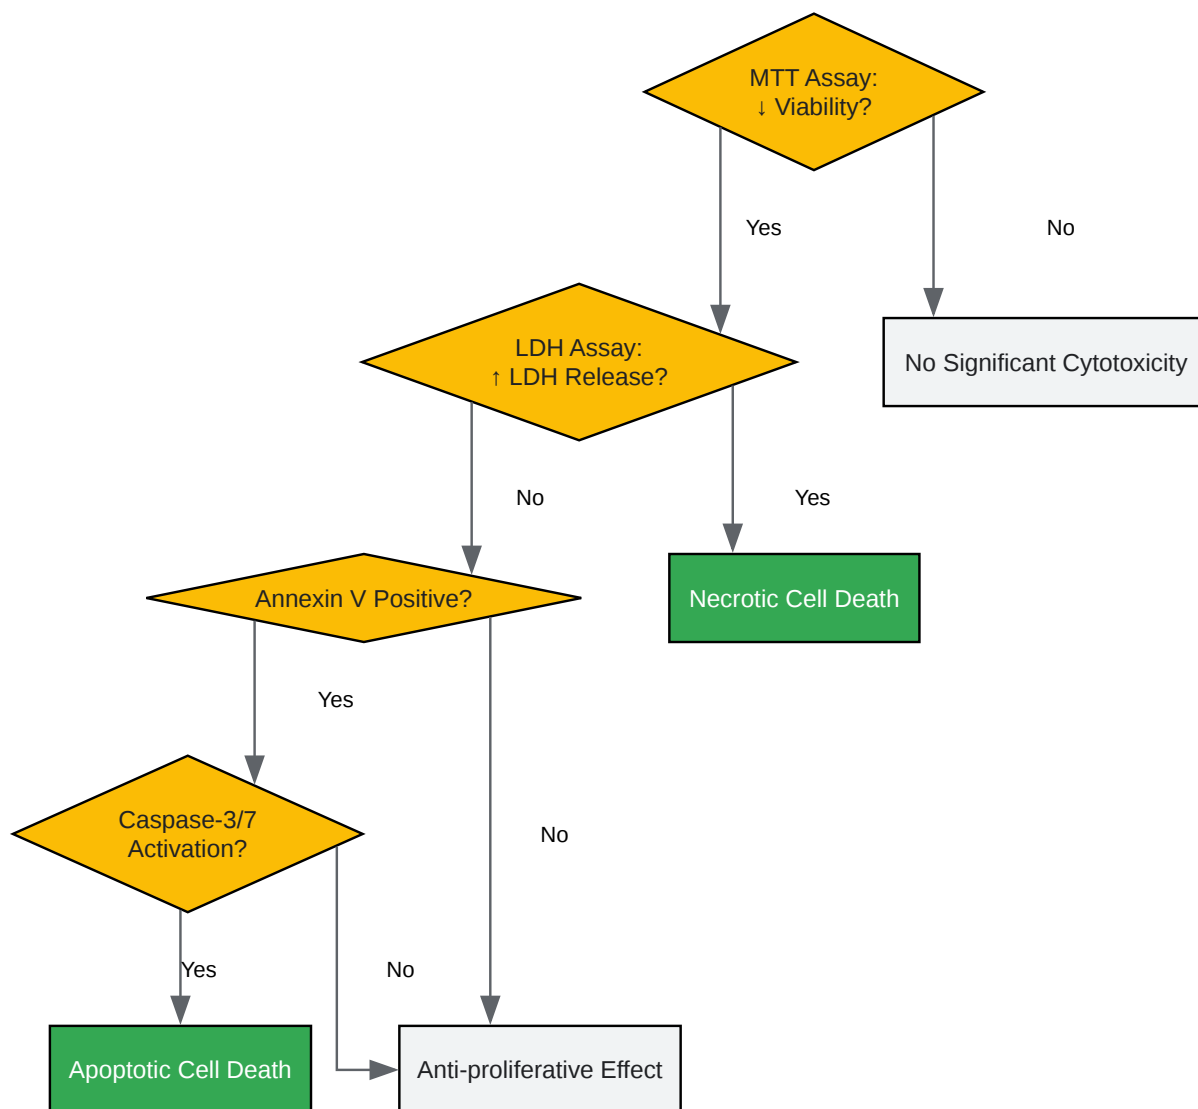 MTT Assay:
↓ Viability?
Yes
No
LDH Assay:
↑ LDH Release?
No Significant Cytotoxicity
No
Yes
Annexin V Positive?
Necrotic Cell Death
Yes
Caspase-3/7
Activation?
No
Yes
No
Apoptotic Cell Death
Anti-proliferative Effect